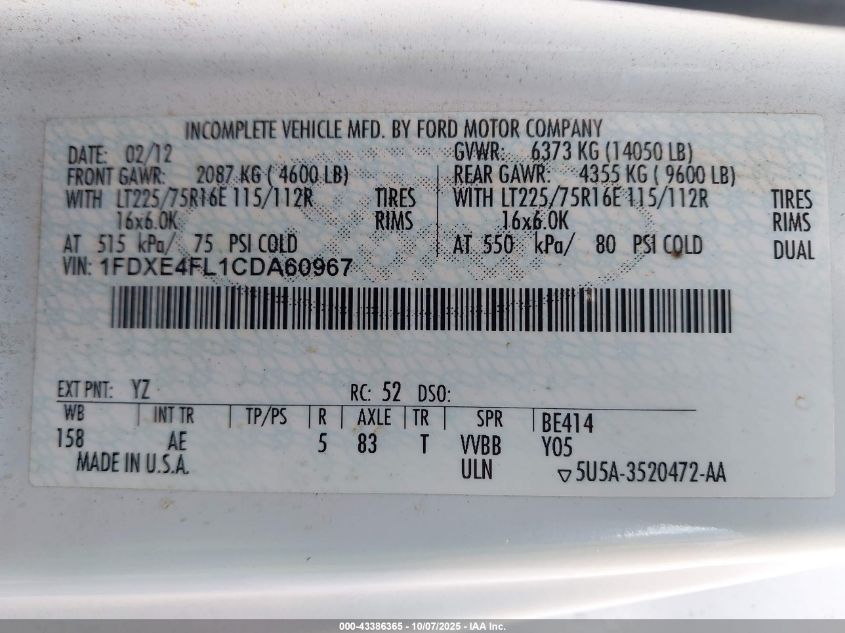 INCOMPLETE VEHICLE MFD. BY FORD MOTOR COMPANY
DATE: 02/12 GVWR: 6373 KG (14050 LB)
FRONT GAWR: 2087 KG ( 4600 LB) REAR GAWR: 4355 KG ( 9600 LB)
WITH LT225/75R16E 115/112R TIRES WITH LT225/75R16E 115/112R TIRES
16x6.0K RIMS 16x6.0K RIMS
AT 515 kPa/ 75 PSI COLD AT 550 kPa/ 80 PSI COLD DUAL
VIN: 1FDXE4FL1CDA60967
EXT PNT: YZ RC: 52 DSO:
WB INT TR TP/PS R AXLE TR SPR BE414
158 AE 5 83 T VVBB Y05
MADE IN U.S.A. ULN ▽5U5A-3520472-AA
000-43386365 - 10/07/2025 - IAA Inc.